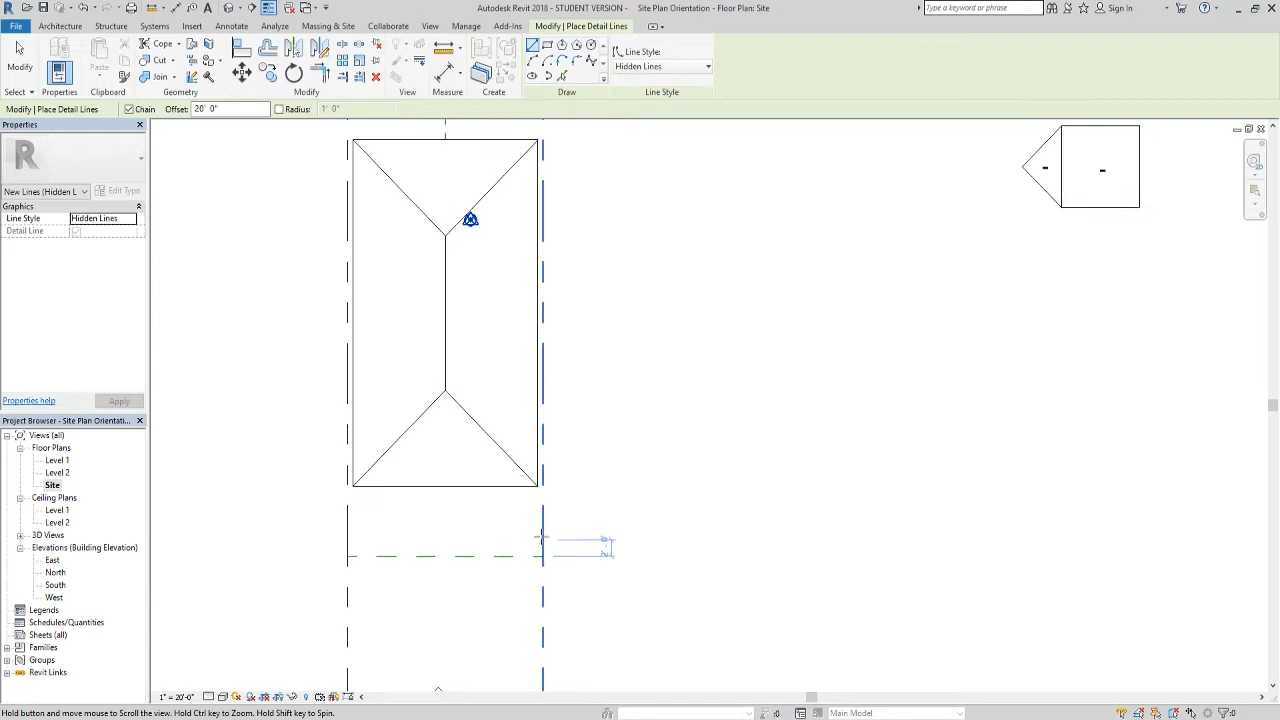 Autodesk Revit 2018 - STUDENT VERSION - Site Plan Orientation - Floor Plan: Site
Type a keyword or phrase
Sign In
File Architecture Structure Systems Insert Annotate Analyze Massing & Site Collaborate View Manage Add-Ins Modify | Place Detail Lines
Modify
Paste
Cope
Cut
Join
Line Style:
Hidden Lines
Select Properties Clipboard Geometry Modify View Measure Create Draw Line Style
Modify | Place Detail Lines Chain Offset: 20' 0" Radius: 1' 0"
Properties
R
New Lines (Hidden L
Edit Type
Graphics
Line Style Hidden Lines
Detail Line
Properties help
Apply
Project Browser - Site Plan Orientati...
Views (all)
Floor Plans
Level 1
Level 2
Site
Ceiling Plans
Level 1
Level 2
3D Views
Elevations (Building Elevation)
East
North
South
West
Legends
Schedules/Quantities
Sheets (all)
Families
Groups
Revit Links
1" = 20'-0"
Hold button and move mouse to Scroll the view. Hold Ctrl key to Zoom. Hold Shift key to Spin.
:0
Main Model
:0